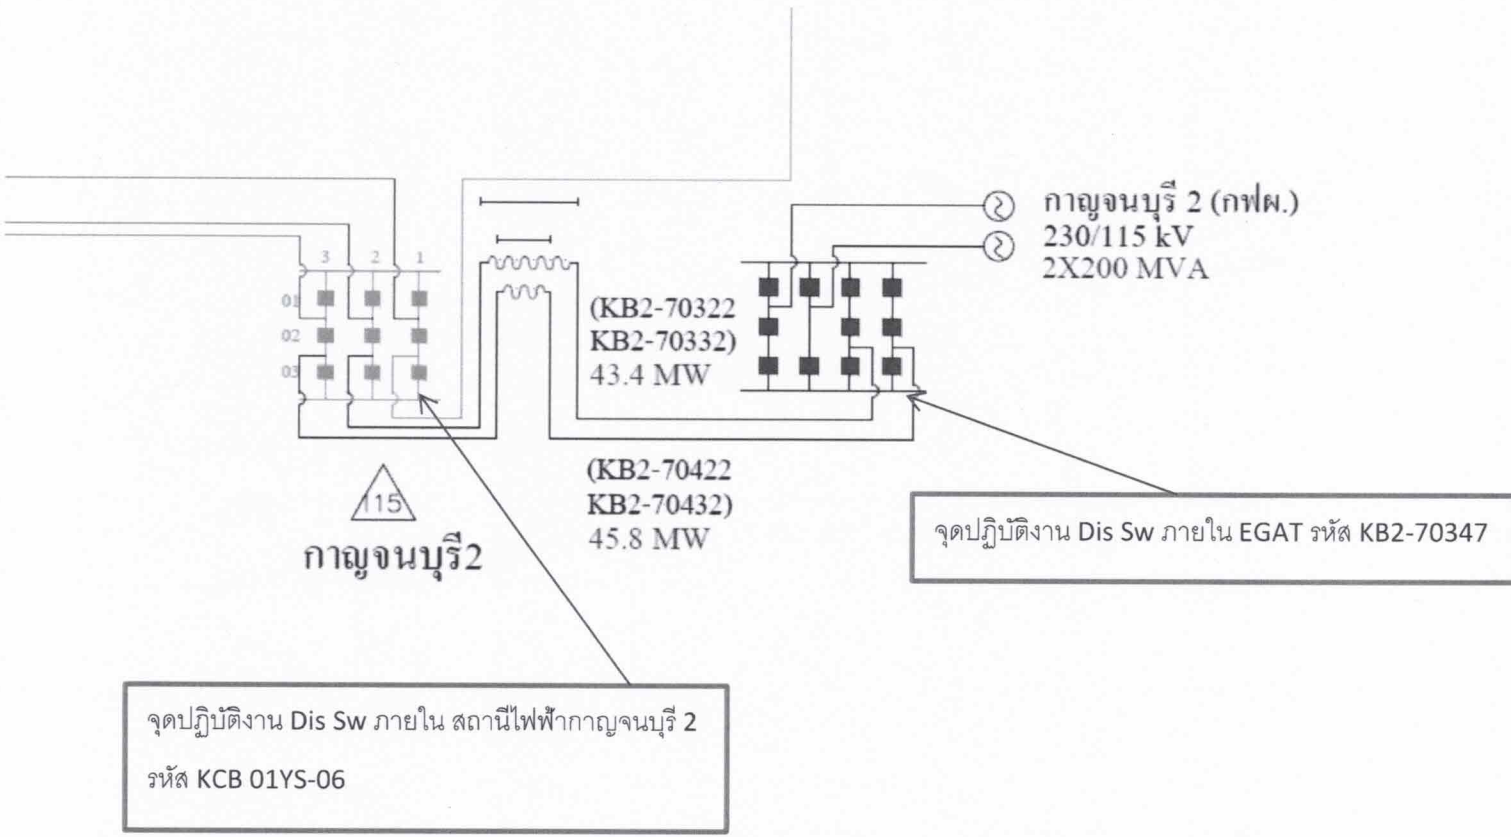 กาญจนบุรี 2 (กฟผ.)
230/115 kV
2X200 MVA
3 2 1
01
02
03
(KB2-70322
KB2-70332)
43.4 MW
(KB2-70422
KB2-70432)
45.8 MW
115
กาญจนบุรี2
จุดปฏิบัติงาน Dis Sw ภายใน EGAT รหัส KB2-70347
จุดปฏิบัติงาน Dis Sw ภายใน สถานีไฟฟ้ากาญจนบุรี 2
รหัส KCB 01YS-06